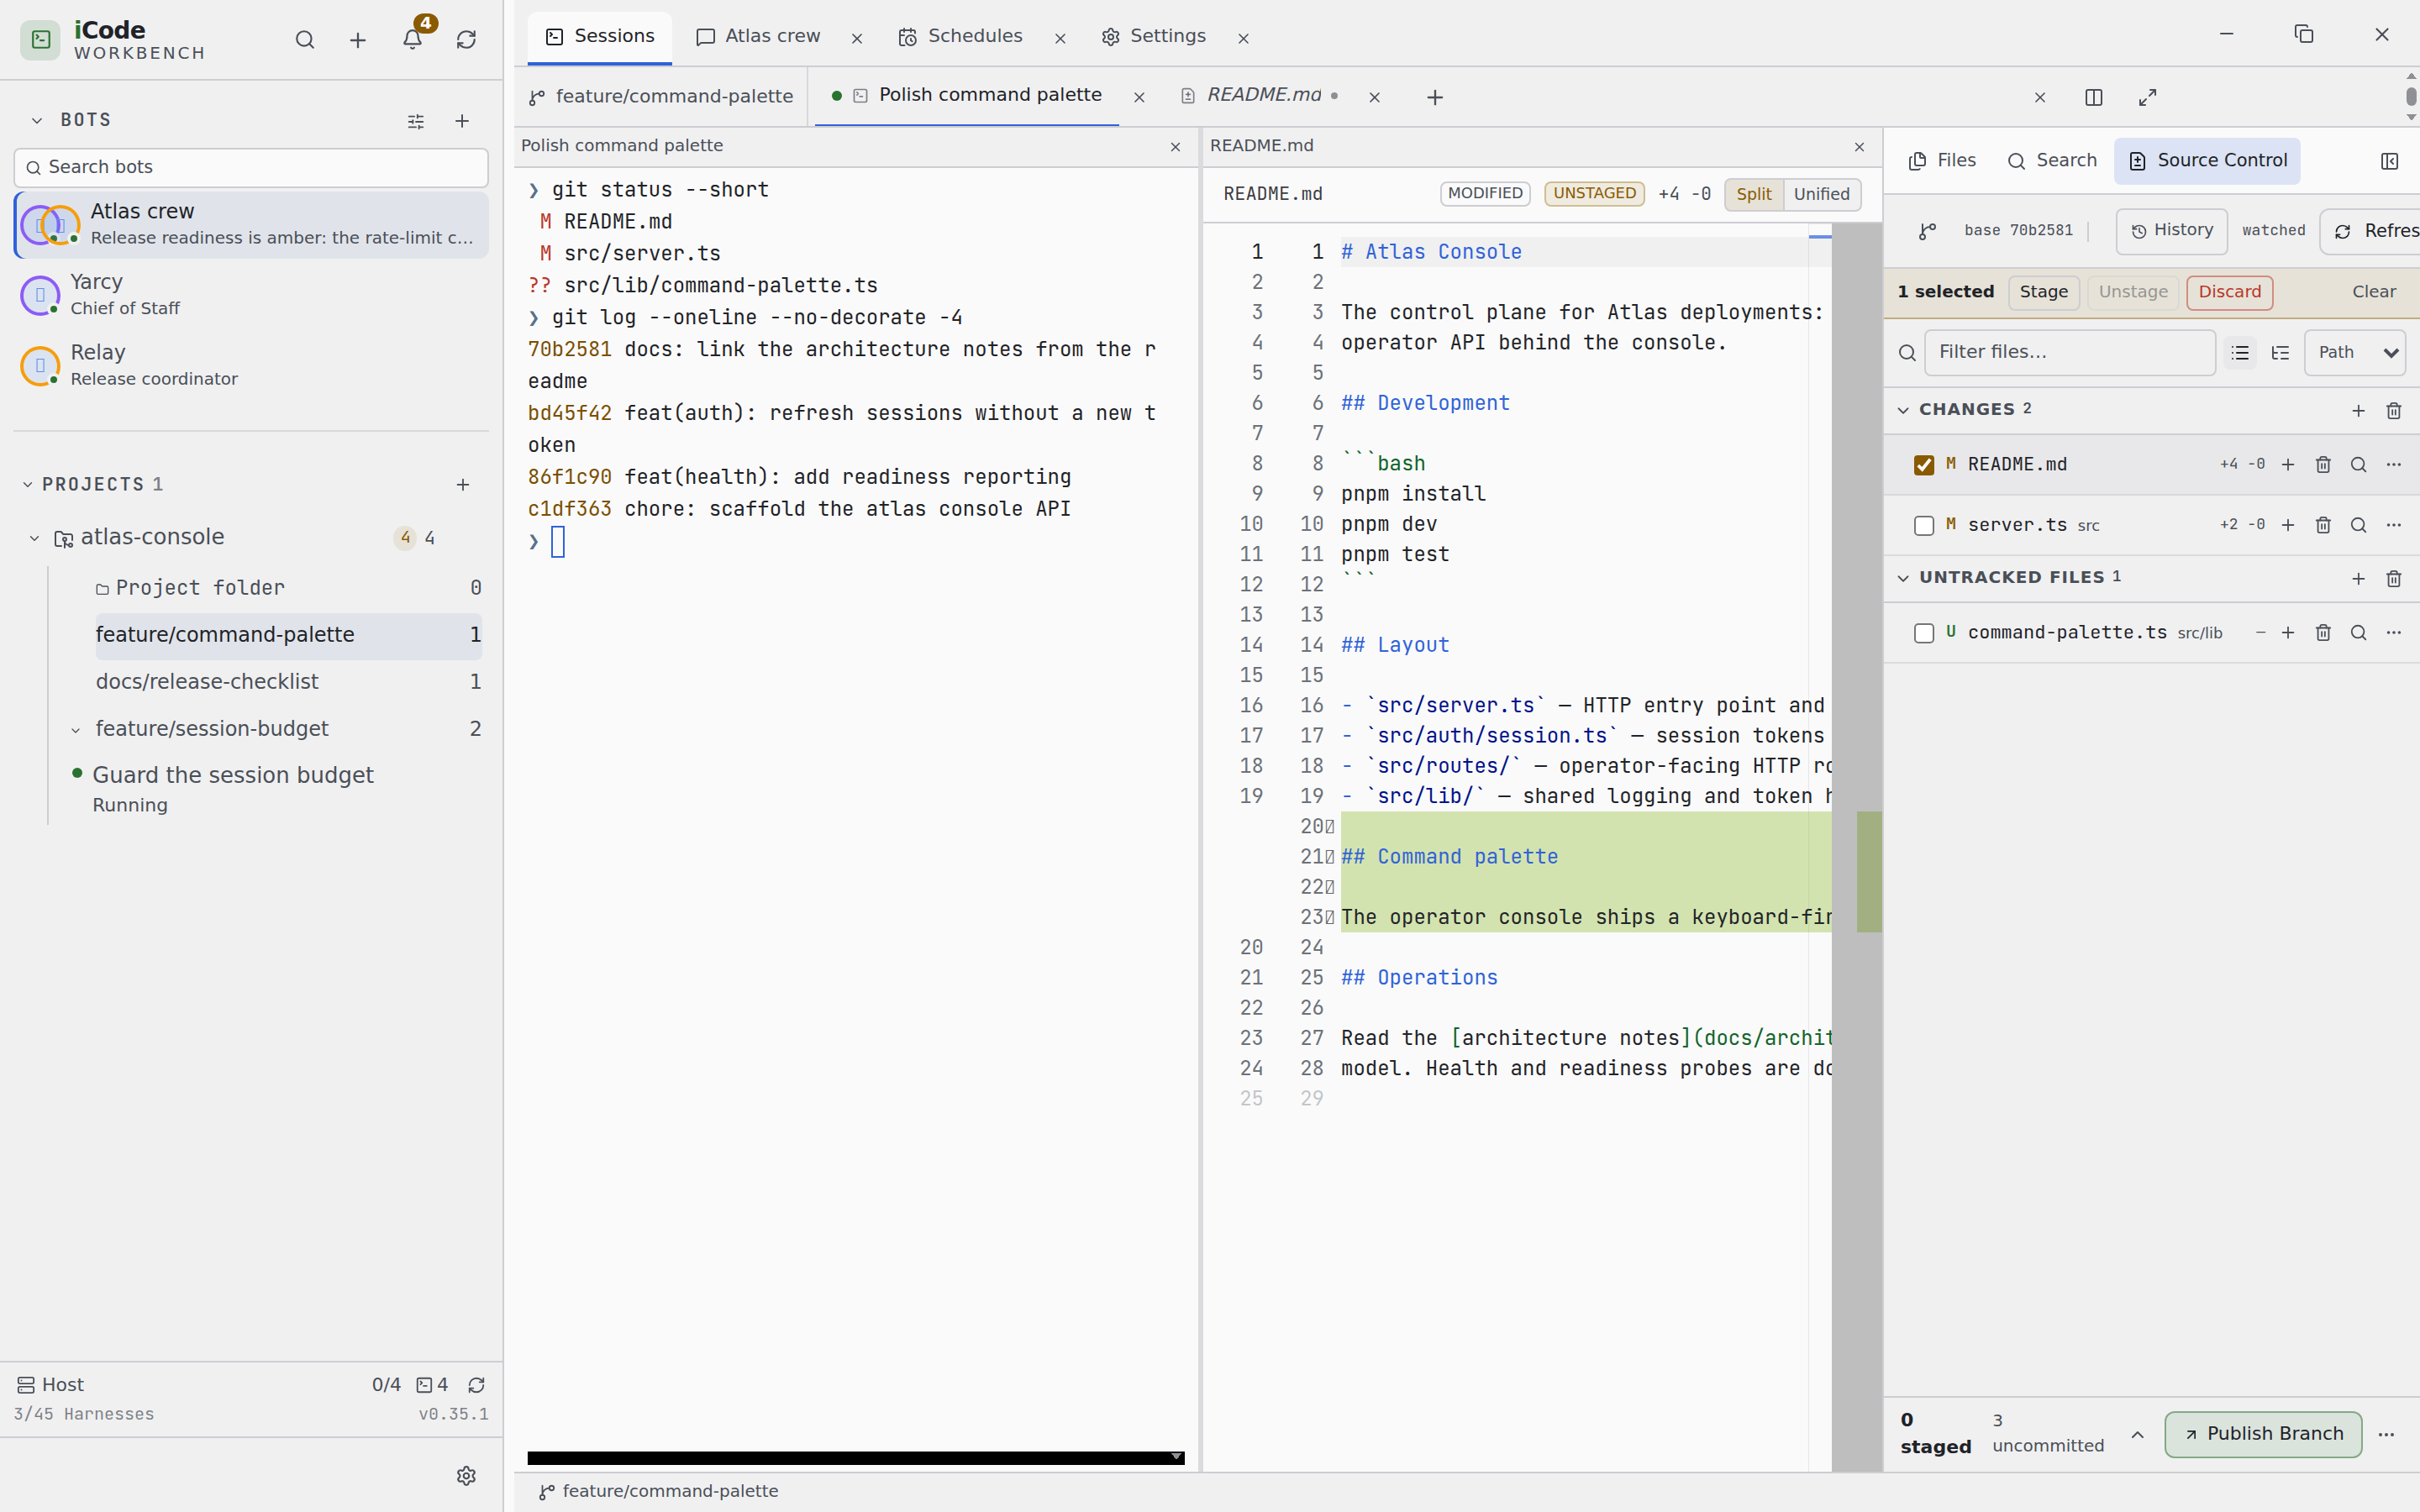 iCode
WORKBENCH
4
Sessions
Atlas crew
Schedules
Settings
feature/command-palette
Polish command palette
README.md
BOTS
Search bots
Atlas crew
Release readiness is amber: the rate-limit c…
Yarcy
Chief of Staff
Relay
Release coordinator
PROJECTS 1
atlas-console 4 4
Project folder 0
feature/command-palette 1
docs/release-checklist 1
feature/session-budget 2
Guard the session budget
Running
Host 0/4 4
3/45 Harnesses v0.35.1
Polish command palette
❯ git status --short
M README.md
M src/server.ts
?? src/lib/command-palette.ts
❯ git log --oneline --no-decorate -4
70b2581 docs: link the architecture notes from the r
eadme
bd45f42 feat(auth): refresh sessions without a new t
oken
86f1c90 feat(health): add readiness reporting
c1df363 chore: scaffold the atlas console API
❯
README.md
README.md MODIFIED UNSTAGED +4 -0 Split Unified
1 1 # Atlas Console
2 2
3 3 The control plane for Atlas deployments:
4 4 operator API behind the console.
5 5
6 6 ## Development
7 7
8 8 ```bash
9 9 pnpm install
10 10 pnpm dev
11 11 pnpm test
12 12 ```
13 13
14 14 ## Layout
15 15
16 16 - `src/server.ts` — HTTP entry point and
17 17 - `src/auth/session.ts` — session tokens
18 18 - `src/routes/` — operator-facing HTTP ro
19 19 - `src/lib/` — shared logging and token h
20
21 ## Command palette
22
23 The operator console ships a keyboard-fir
20 24
21 25 ## Operations
22 26
23 27 Read the [architecture notes](docs/archit
24 28 model. Health and readiness probes are do
25 29
Files
Search
Source Control
base 70b2581
History
watched
Refres
1 selected Stage Unstage Discard Clear
Filter files… Path
CHANGES 2
M README.md +4 -0
M server.ts src +2 -0
UNTRACKED FILES 1
U command-palette.ts src/lib –
0 staged
3 uncommitted
Publish Branch
feature/command-palette